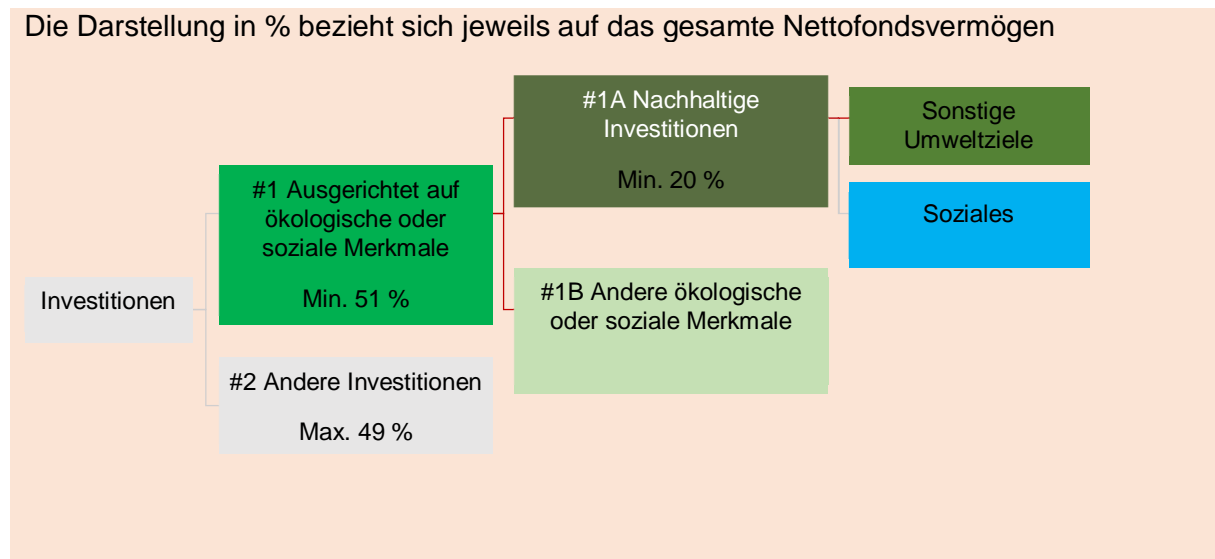 Die Darstellung in % bezieht sich jeweils auf das gesamte Nettofondsvermögen
Investitionen
#1 Ausgerichtet auf
ökologische oder
soziale Merkmale
Min. 51 %
#2 Andere Investitionen
Max. 49 %
#1A Nachhaltige
Investitionen
Min. 20 %
#1B Andere ökologische
oder soziale Merkmale
Sonstige
Umweltziele
Soziales